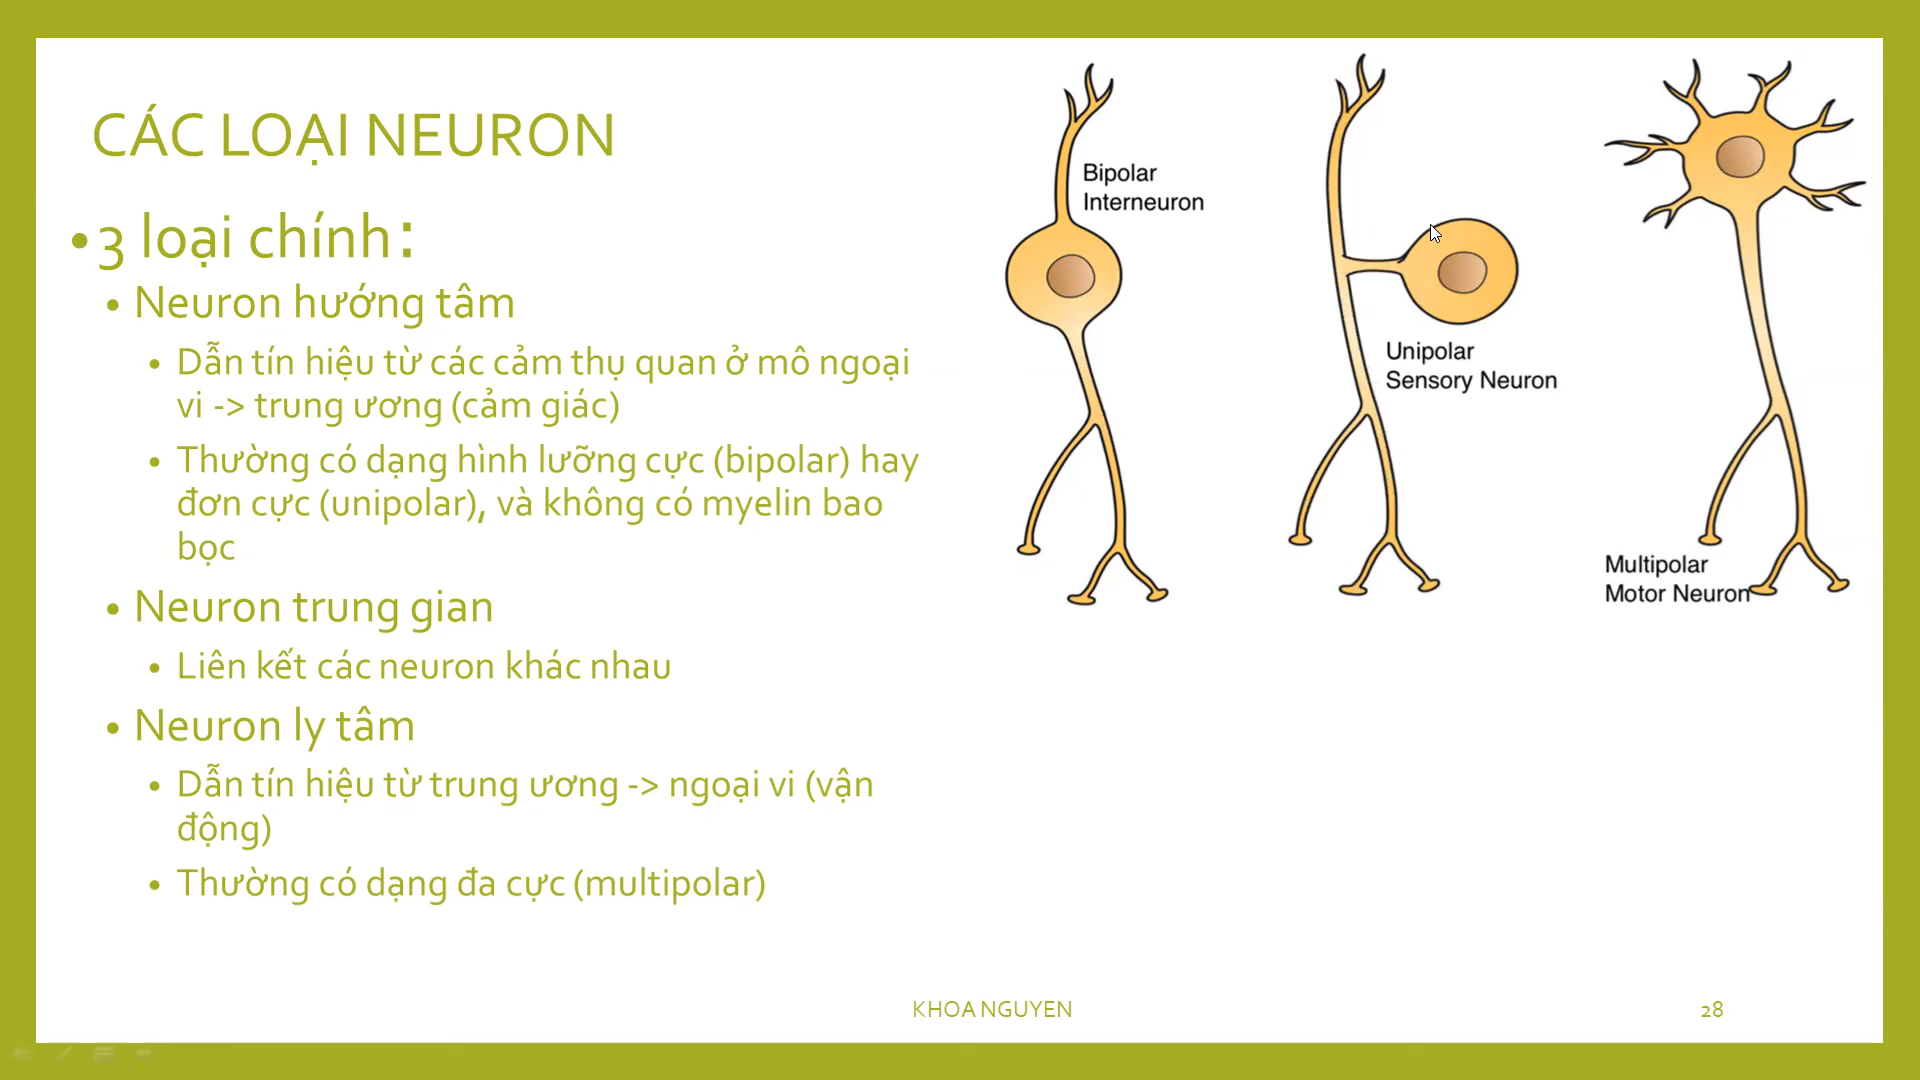 CÁC LOẠI NEURON
•3 loại chính:
• Neuron hướng tâm
• Dẫn tín hiệu từ các cảm thụ quan ở mô ngoại
vi -> trung ương (cảm giác)
• Thường có dạng hình lưỡng cực (bipolar) hay
đơn cực (unipolar), và không có myelin bao
bọc
• Neuron trung gian
• Liên kết các neuron khác nhau
• Neuron ly tâm
• Dẫn tín hiệu từ trung ương -> ngoại vi (vận
động)
• Thường có dạng đa cực (multipolar)
Bipolar
Interneuron
Unipolar
Sensory Neuron
Multipolar
Motor Neuron
KHOA NGUYEN
28